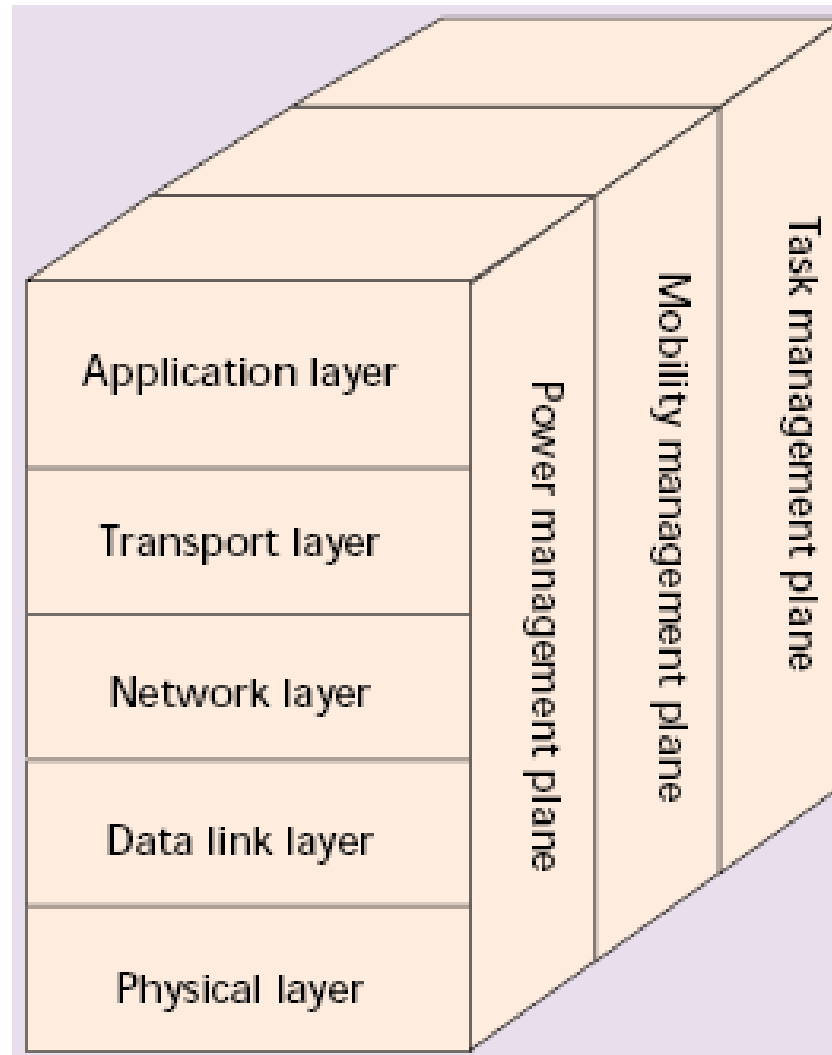 Application layer
Transport layer
Network layer
Data link layer
Physical layer
Power management plane
Mobility management plane
Task management plane